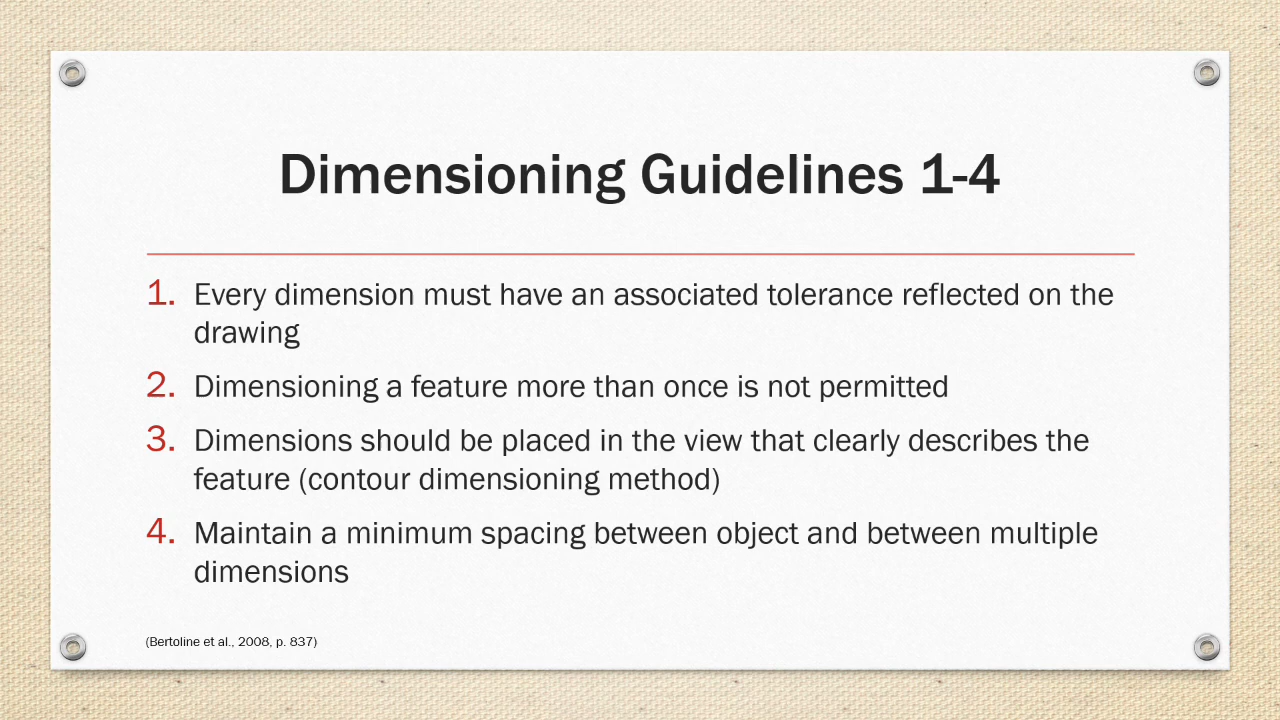 Dimensioning Guidelines 1-4
1. Every dimension must have an associated tolerance reflected on the
drawing
2. Dimensioning a feature more than once is not permitted
3. Dimensions should be placed in the view that clearly describes the
feature (contour dimensioning method)
4. Maintain a minimum spacing between object and between multiple
dimensions
(Bertoline et al., 2008, p. 837)